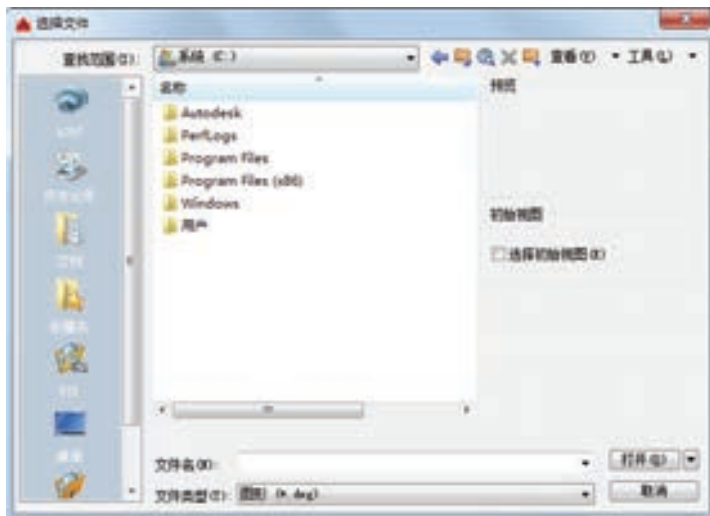 选择文件
查找范围(I):
系统 (C:)
查看(V)
工具(L)
名称
Autodesk
PerfLogs
Program Files
Program Files (x86)
Windows
用户
预览
初始视图
选择初始视图(E)
文件名(N):
打开(O)
文件类型(T):
图形 (*.dwg)
取消